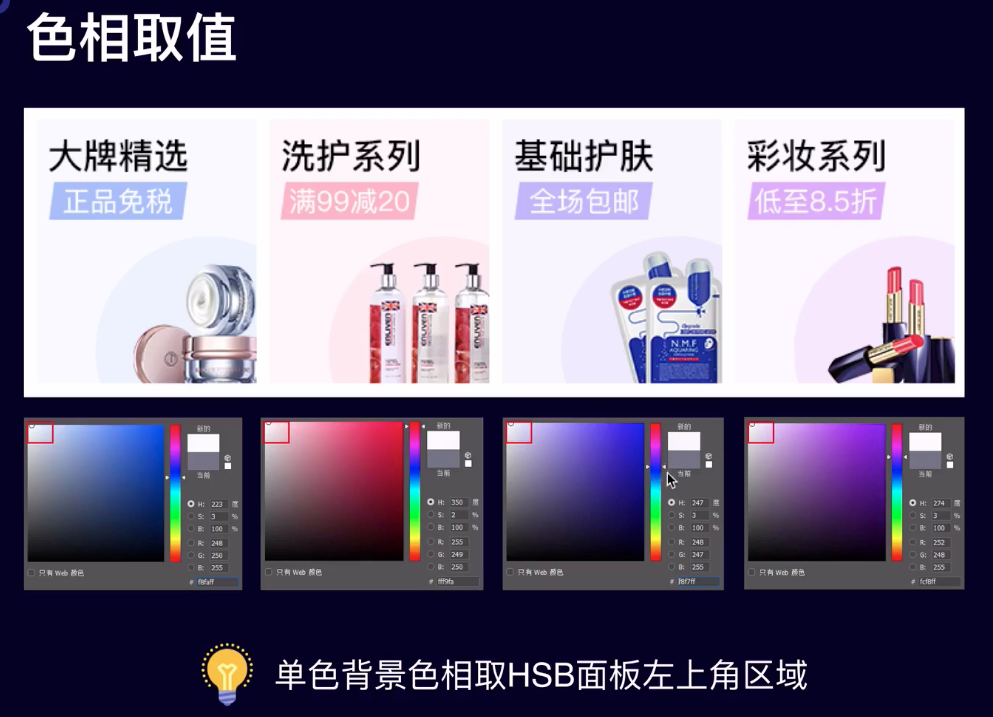 色相取值
大牌精选
正品免税
洗护系列
满99减20
基础护肤
全场包邮
彩妆系列
低至8.5折
ENLIVEN
ENLIVEN
ENLIVEN
N.M.F
AQUARING
新的
当前
H: 223 度
S: 3 %
B: 100 %
R: 248
G: 250
B: 255
只有 Web 颜色
# f8faff
新的
当前
H: 350 度
S: 2 %
B: 100 %
R: 255
G: 249
B: 250
只有 Web 颜色
# fff9fa
新的
当前
H: 247 度
S: 3 %
B: 100 %
R: 248
G: 247
B: 255
只有 Web 颜色
# f8f7ff
新的
当前
H: 274 度
S: 3 %
B: 100 %
R: 252
G: 248
B: 255
只有 Web 颜色
# fcf8ff
单色背景色相取HSB面板左上角区域